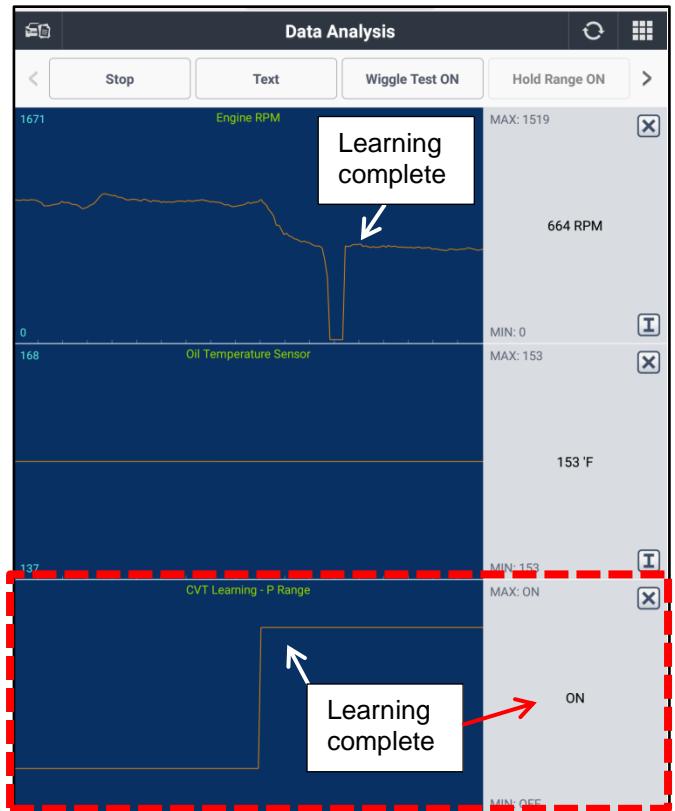 Data Analysis
Stop
Text
Wiggle Test ON
Hold Range ON
1671
Engine RPM
MAX: 1519
Learning
complete
664 RPM
0
MIN: 0
168
Oil Temperature Sensor
MAX: 153
153 'F
137
MIN: 153
CVT Learning - P Range
MAX: ON
Learning
complete
ON
MIN: OFF